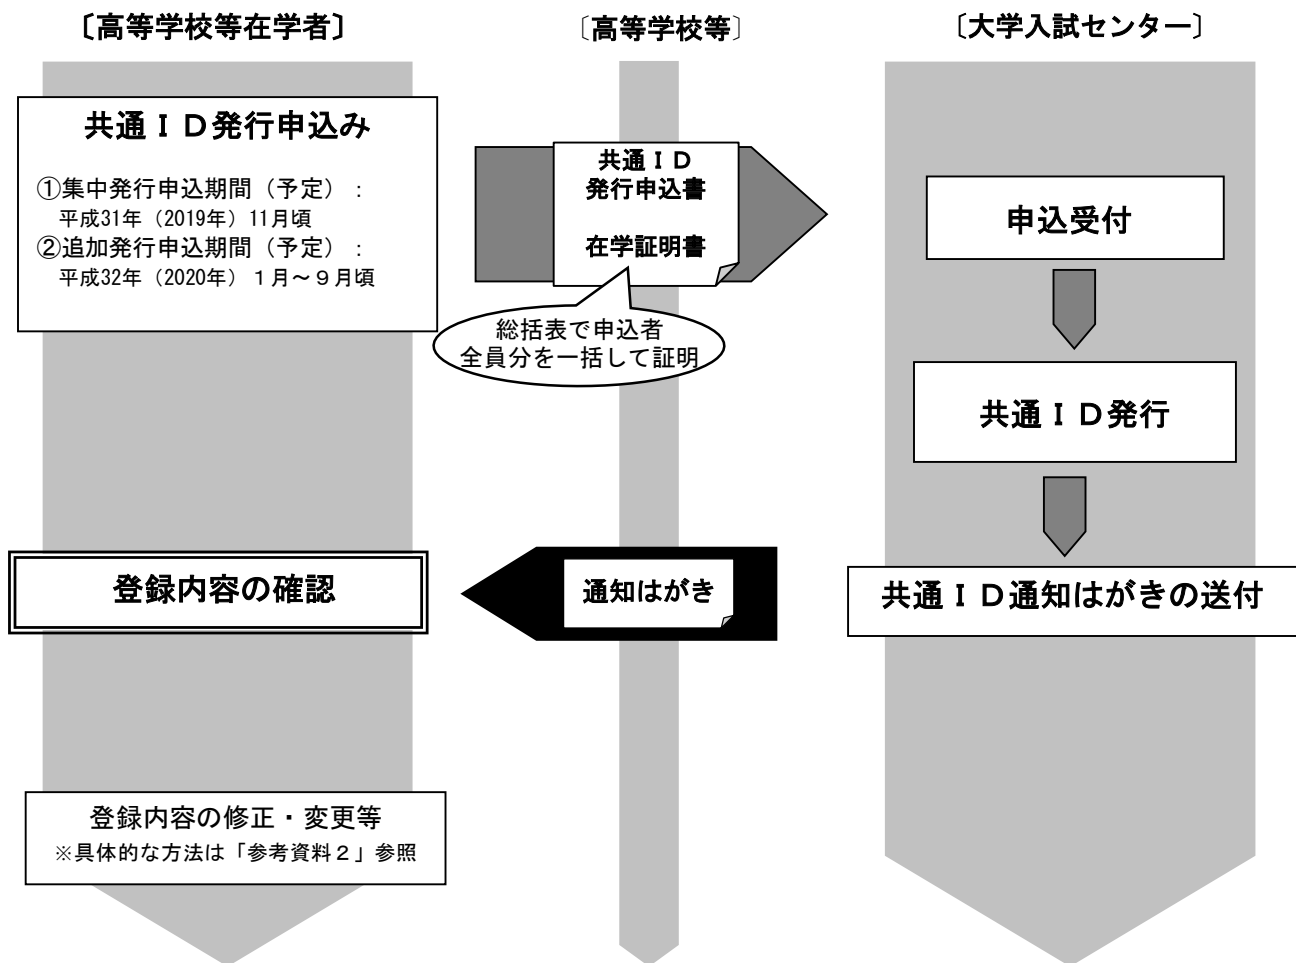 〔高等学校等在学者〕
〔高等学校等〕
〔大学入試センター〕
共通ＩＤ発行申込み
①集中発行申込期間（予定）：
平成31年（2019年）11月頃
②追加発行申込期間（予定）：
平成32年（2020年）１月～９月頃
共通ＩＤ
発行申込書
在学証明書
総括表で申込者
全員分を一括して証明
申込受付
共通ＩＤ発行
共通ＩＤ通知はがきの送付
通知はがき
登録内容の確認
登録内容の修正・変更等
※具体的な方法は「参考資料２」参照